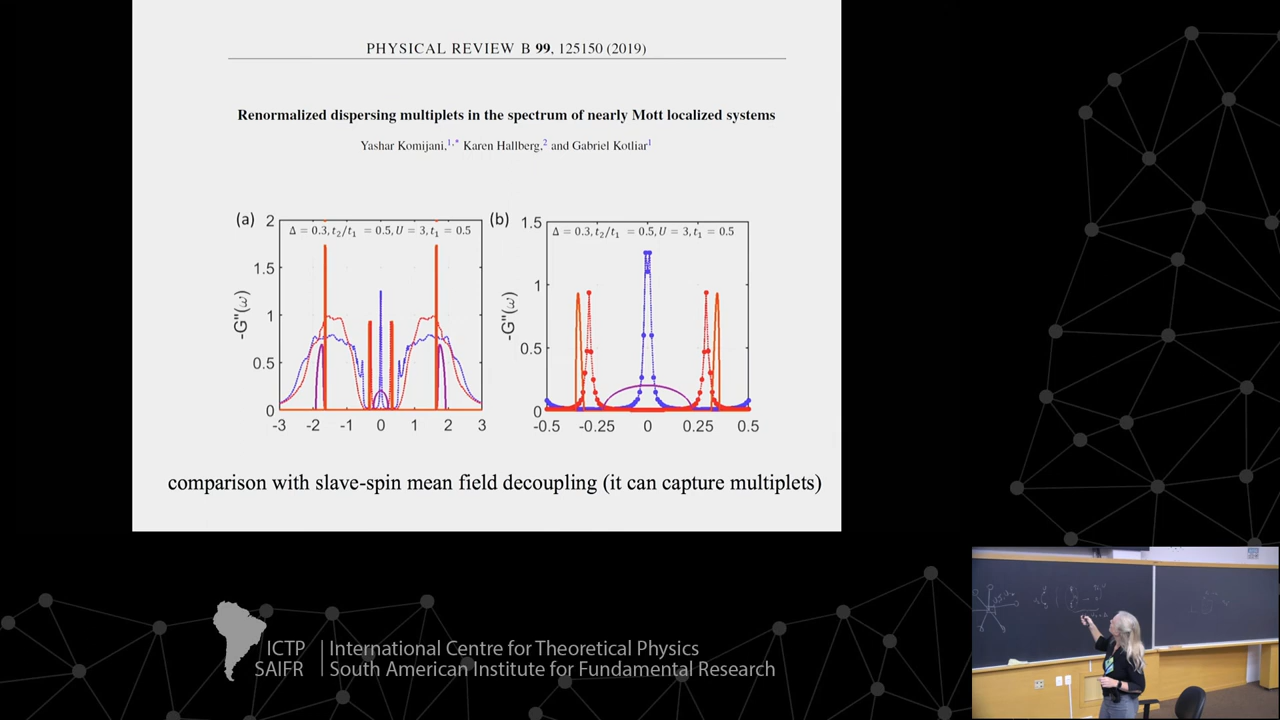 PHYSICAL REVIEW B 99, 125150 (2019)
Renormalized dispersing multiplets in the spectrum of nearly Mott localized systems
Yashar Komijani,1,* Karen Hallberg,2 and Gabriel Kotliar1
(a)
Δ = 0.3, t2/t1 = 0.5, U = 3, t1 = 0.5
-G"(ω)
2
1.5
1
0.5
0
-3 -2 -1 0 1 2 3
(b)
Δ = 0.3, t2/t1 = 0.5, U = 3, t1 = 0.5
-G"(ω)
1.5
1
0.5
0
-0.5 -0.25 0 0.25 0.5
comparison with slave-spin mean field decoupling (it can capture multiplets)
ICTP International Centre for Theoretical Physics
SAIFR South American Institute for Fundamental Research